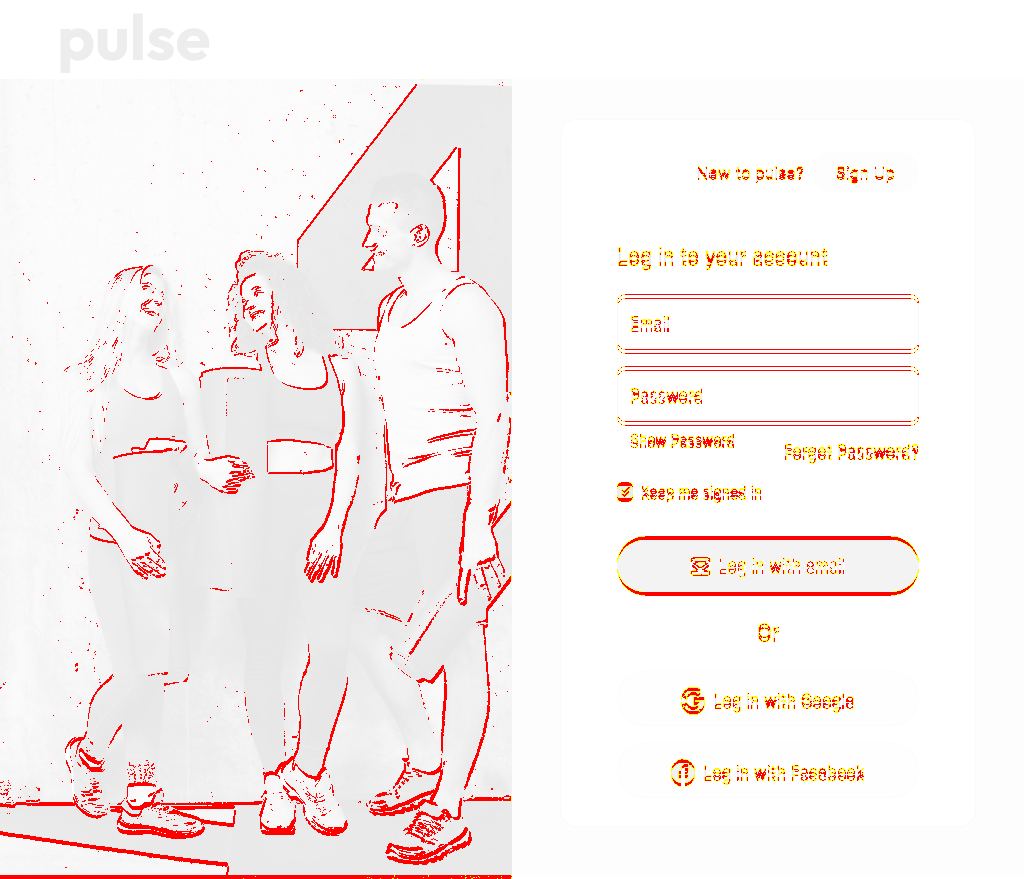 pulse
New to pulse? Sign Up
Log in to your account
Email
Password
Show Password
Forgot Password?
Keep me signed in
Log in with email
Or
Log in with Google
Log in with Facebook